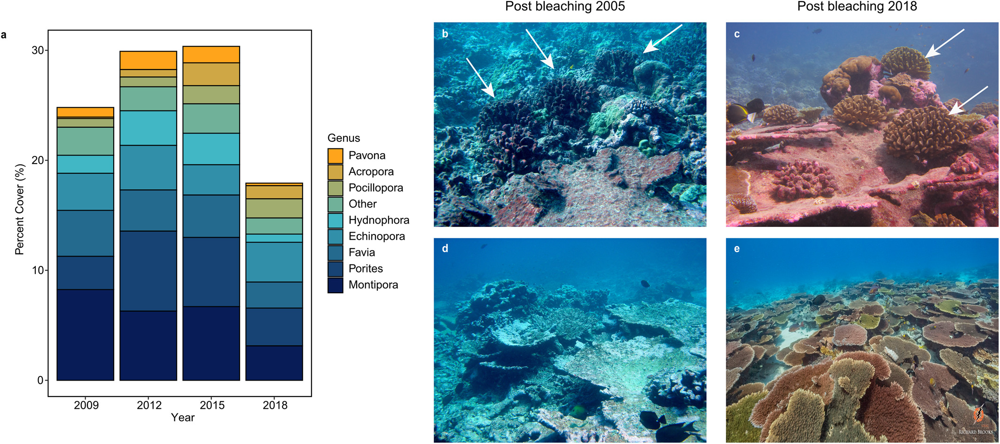 Post bleaching 2005
Post bleaching 2018
a
b
c
d
e
30
20
10
0
Percent Cover (%)
2009
2012
2015
2018
Year
Genus
Pavona
Acropora
Pocillopora
Other
Hydnophora
Echinopora
Favia
Porites
Montipora
RICHARD BROOKS